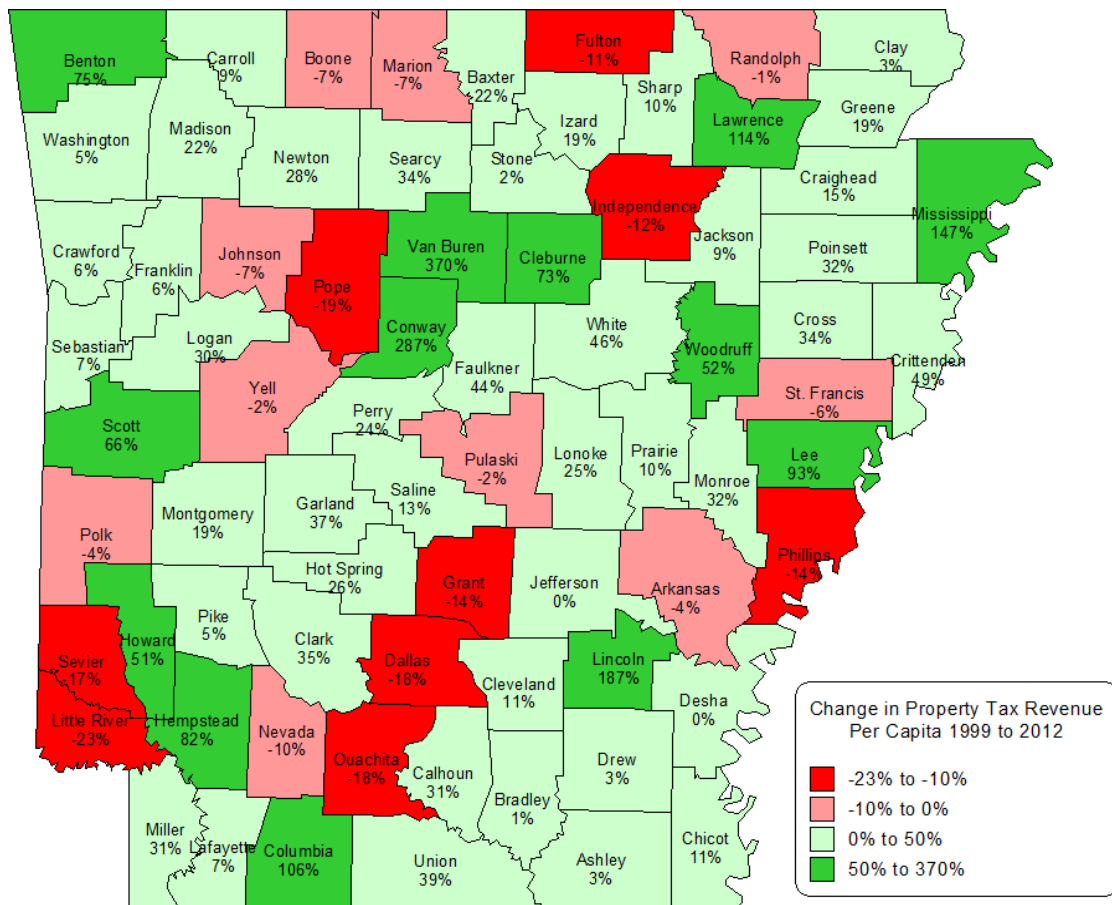 Benton
75%
Carroll
9%
Boone
-7%
Marion
-7%
Baxter
22%
Fulton
-11%
Sharp
10%
Randolph
-1%
Clay
3%
Washington
5%
Madison
22%
Newton
28%
Searcy
34%
Stone
2%
Izard
19%
Lawrence
114%
Greene
19%
Independence
-12%
Craighead
15%
Mississippi
147%
Crawford
6%
Franklin
6%
Johnson
-7%
Pope
-19%
Van Buren
370%
Cleburne
73%
Jackson
9%
Poinsett
32%
Sebastian
7%
Logan
30%
Conway
287%
Faulkner
44%
White
46%
Woodruff
52%
Cross
34%
Crittenden
49%
Scott
66%
Yell
-2%
Perry
24%
Pulaski
-2%
Lonoke
25%
Prairie
10%
Monroe
32%
St. Francis
-6%
Lee
93%
Polk
-4%
Montgomery
19%
Garland
37%
Saline
13%
Hot Spring
26%
Grant
-14%
Jefferson
0%
Arkansas
-4%
Phillips
-14%
Sevier
-17%
Howard
51%
Pike
5%
Clark
35%
Dallas
-18%
Cleveland
11%
Lincoln
187%
Desha
0%
Little River
-23%
Hempstead
82%
Nevada
-10%
Ouachita
-18%
Calhoun
31%
Bradley
1%
Drew
3%
Chicot
11%
Miller
31%
Lafayette
7%
Columbia
106%
Union
39%
Ashley
3%
Change in Property Tax Revenue
Per Capita 1999 to 2012
-23% to -10%
-10% to 0%
0% to 50%
50% to 370%